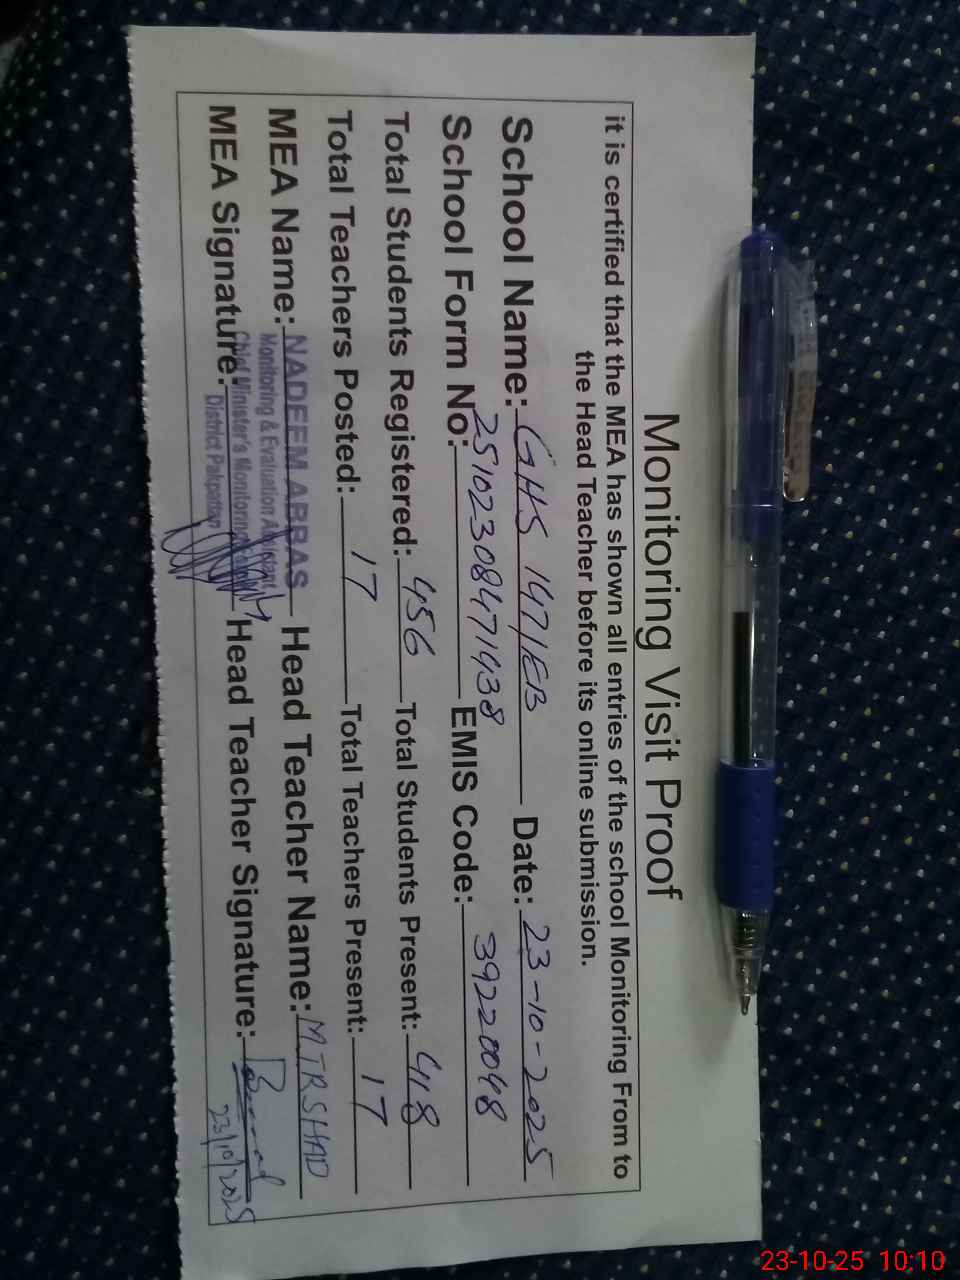 Monitoring Visit Proof
it is certified that the MEA has shown all entries of the school Monitoring From to
the Head Teacher before its online submission.
School Name: GHS 147/EB Date: 23-10-2025
School Form No: 25102308471438 EMIS Code: 39220048
Total Students Registered: 456 Total Students Present: 418
Total Teachers Posted: 17 Total Teachers Present: 17
MEA Name: NADEEM ABBAS Head Teacher Name: M.IRSHAD
Monitoring & Evaluation Assistant
Chief Minister's Monitoring
MEA Signature: District Pakpattan Head Teacher Signature:
23/10/2025
23-10-25 10:10